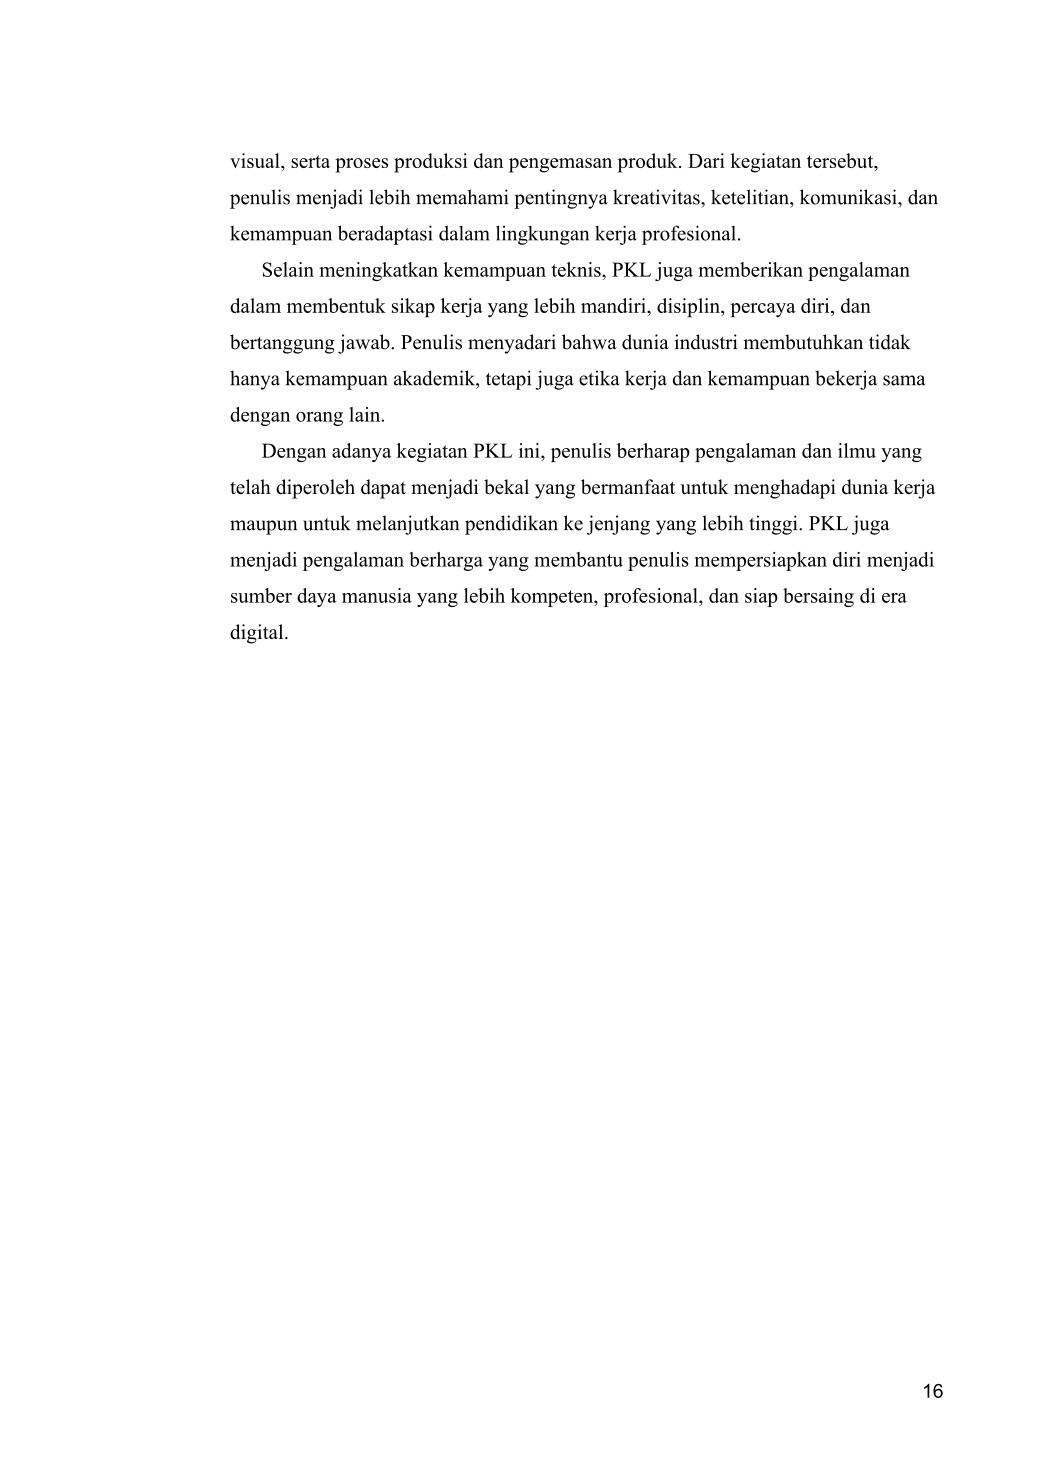 visual, serta proses produksi dan pengemasan produk. Dari kegiatan tersebut,
penulis menjadi lebih memahami pentingnya kreativitas, ketelitian, komunikasi, dan
kemampuan beradaptasi dalam lingkungan kerja profesional.
Selain meningkatkan kemampuan teknis, PKL juga memberikan pengalaman
dalam membentuk sikap kerja yang lebih mandiri, disiplin, percaya diri, dan
bertanggung jawab. Penulis menyadari bahwa dunia industri membutuhkan tidak
hanya kemampuan akademik, tetapi juga etika kerja dan kemampuan bekerja sama
dengan orang lain.
Dengan adanya kegiatan PKL ini, penulis berharap pengalaman dan ilmu yang
telah diperoleh dapat menjadi bekal yang bermanfaat untuk menghadapi dunia kerja
maupun untuk melanjutkan pendidikan ke jenjang yang lebih tinggi. PKL juga
menjadi pengalaman berharga yang membantu penulis mempersiapkan diri menjadi
sumber daya manusia yang lebih kompeten, profesional, dan siap bersaing di era
digital.
16